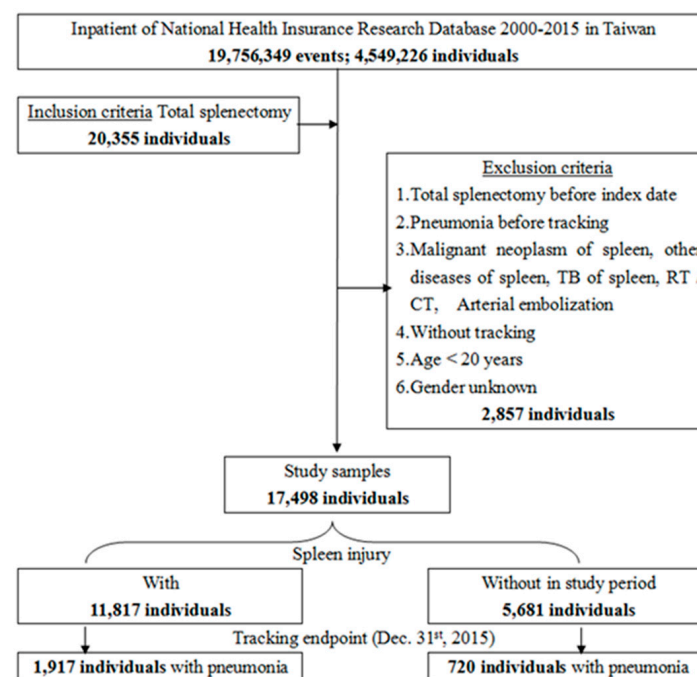 Inpatient of National Health Insurance Research Database 2000-2015 in Taiwan
19,756,349 events; 4,549,226 individuals
Inclusion criteria Total splenectomy
20,355 individuals
Exclusion criteria
1.Total splenectomy before index date
2.Pneumonia before tracking
3.Malignant neoplasm of spleen, other
diseases of spleen, TB of spleen, RT
CT, Arterial embolization
4.Without tracking
5.Age < 20 years
6.Gender unknown
2,857 individuals
Study samples
17,498 individuals
Spleen injury
With
11,817 individuals
Without in study period
5,681 individuals
Tracking endpoint (Dec. 31st, 2015)
1,917 individuals with pneumonia
720 individuals with pneumonia